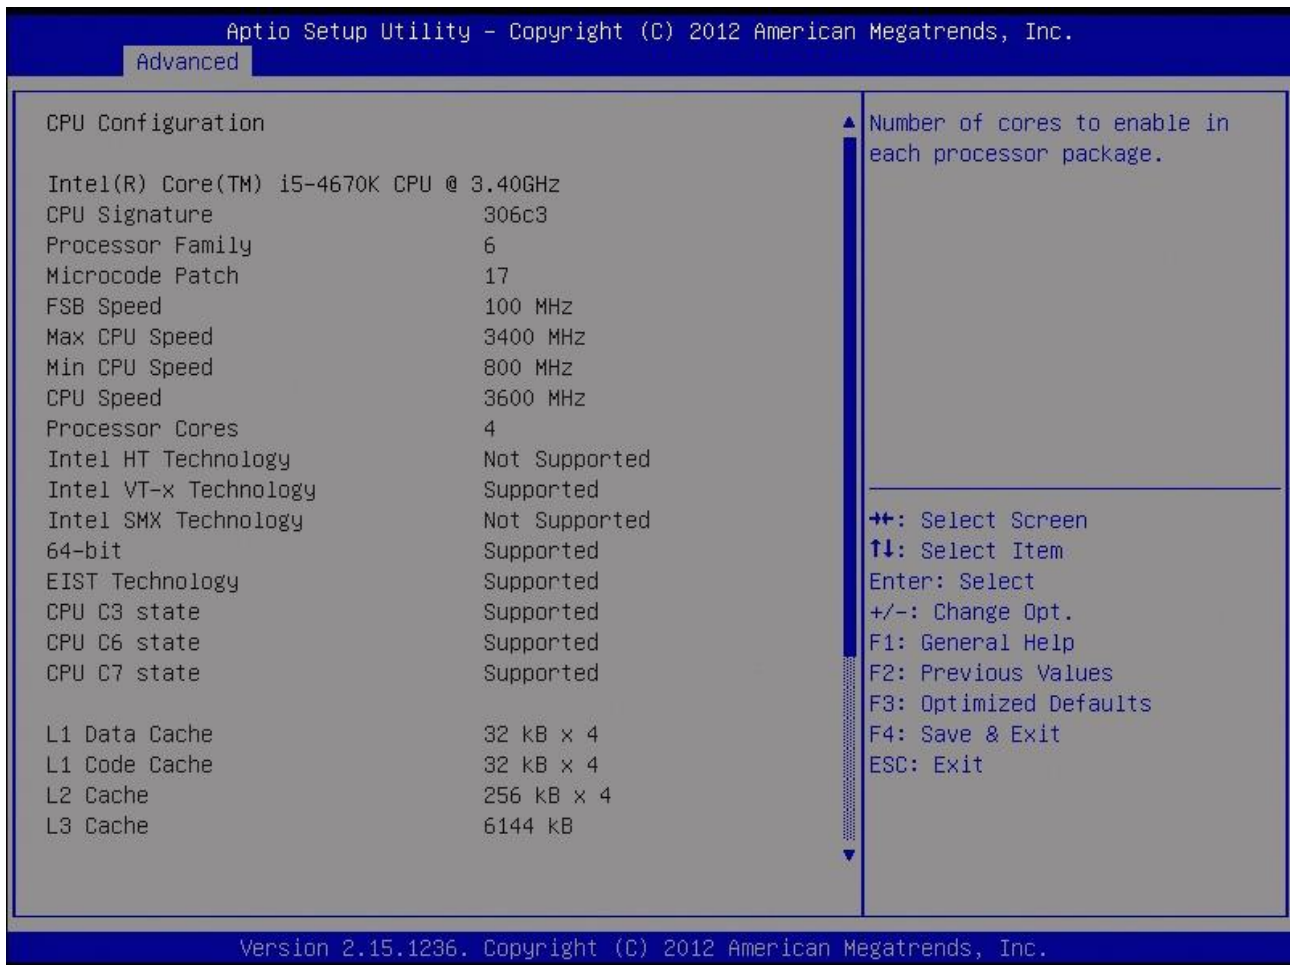 Aptio Setup Utility – Copyright (C) 2012 American Megatrends, Inc.
Advanced
CPU Configuration
Intel(R) Core(TM) i5-4670K CPU @ 3.40GHz
CPU Signature 306c3
Processor Family 6
Microcode Patch 17
FSB Speed 100 MHz
Max CPU Speed 3400 MHz
Min CPU Speed 800 MHz
CPU Speed 3600 MHz
Processor Cores 4
Intel HT Technology Not Supported
Intel VT-x Technology Supported
Intel SMX Technology Not Supported
64-bit Supported
EIST Technology Supported
CPU C3 state Supported
CPU C6 state Supported
CPU C7 state Supported
L1 Data Cache 32 kB x 4
L1 Code Cache 32 kB x 4
L2 Cache 256 kB x 4
L3 Cache 6144 kB
Number of cores to enable in
each processor package.
→←: Select Screen
↑↓: Select Item
Enter: Select
+/-: Change Opt.
F1: General Help
F2: Previous Values
F3: Optimized Defaults
F4: Save & Exit
ESC: Exit
Version 2.15.1236. Copyright (C) 2012 American Megatrends, Inc.